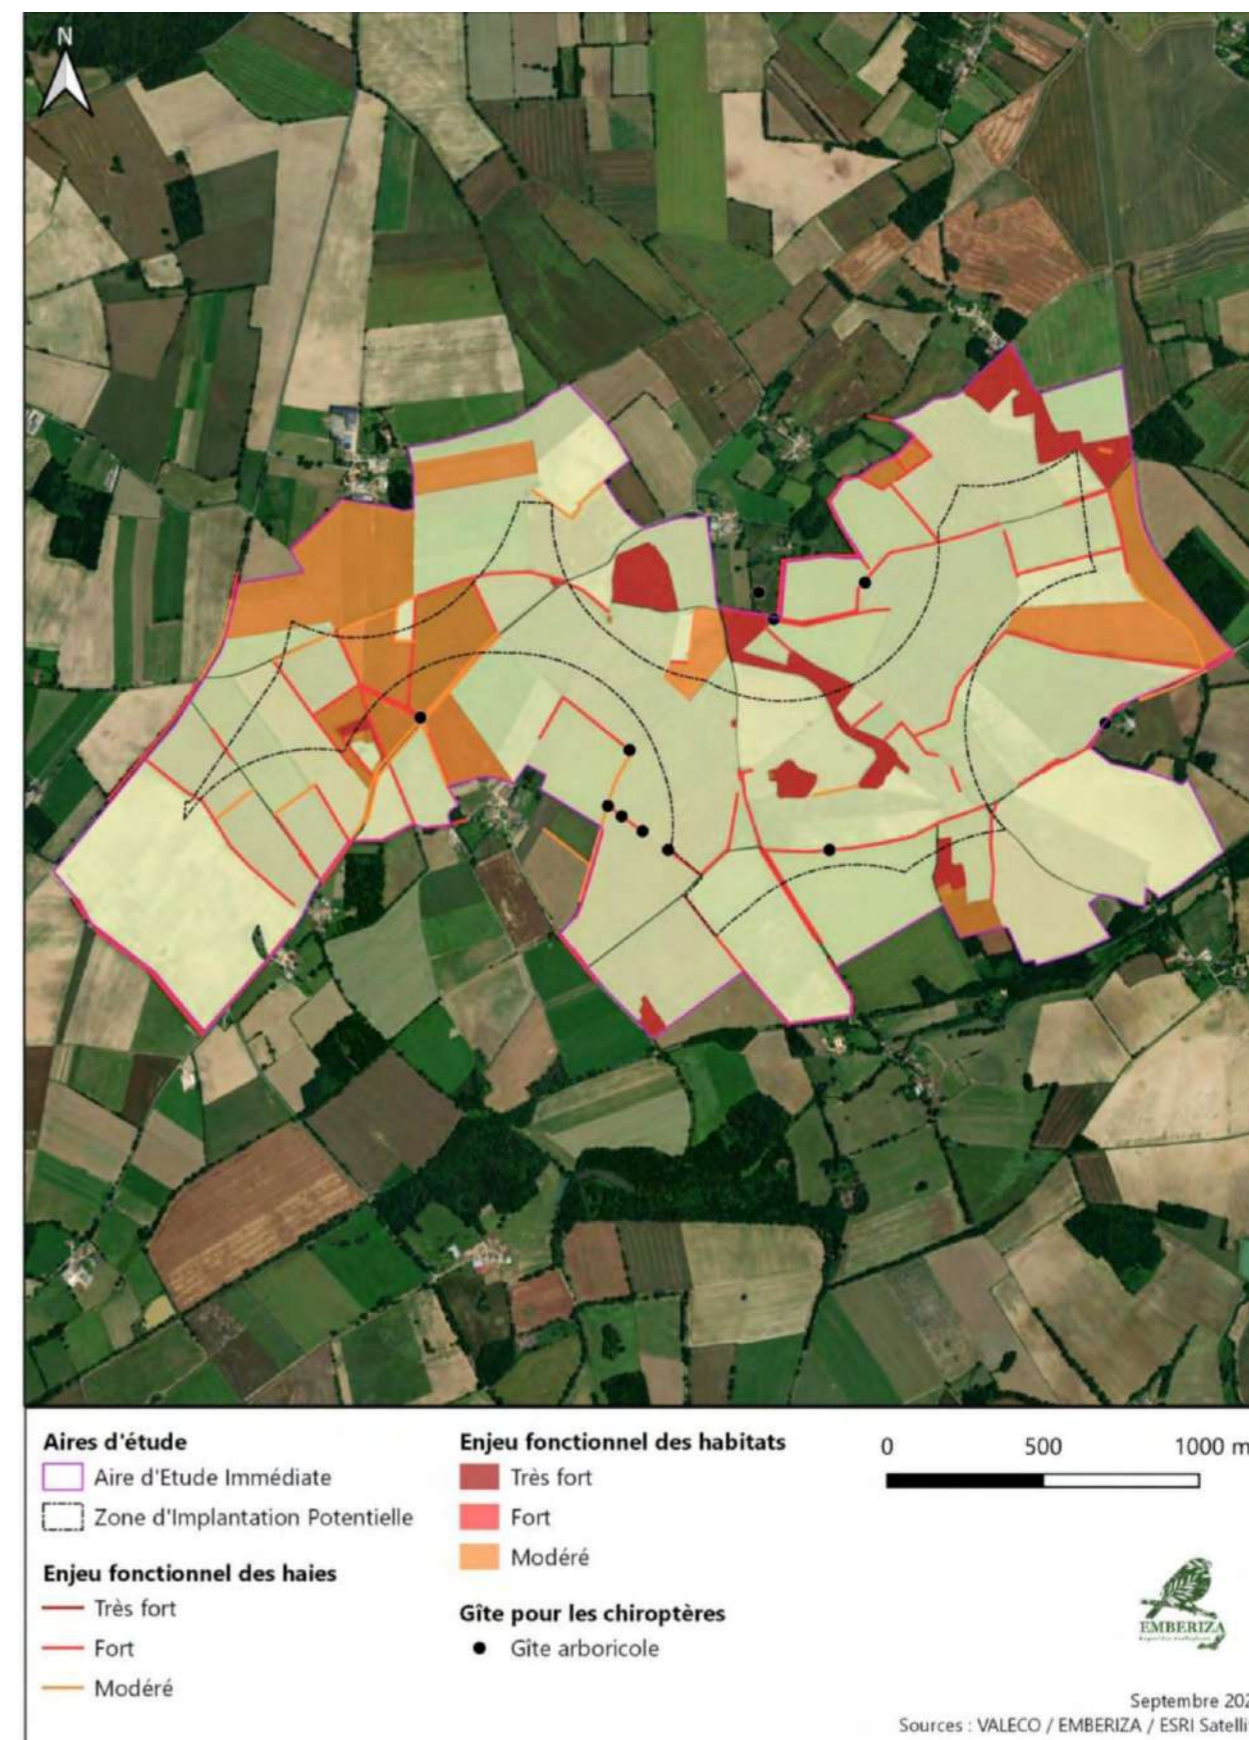 N
Aires d'étude
Aire d'Etude Immédiate
Zone d'Implantation Potentielle
Enjeu fonctionnel des haies
Très fort
Fort
Modéré
Enjeu fonctionnel des habitats
Très fort
Fort
Modéré
Gîte pour les chiroptères
Gîte arboricole
0 500 1000 m
EMBERIZA
Septembre 202
Sources : VALECO / EMBERIZA / ESRI Satelli